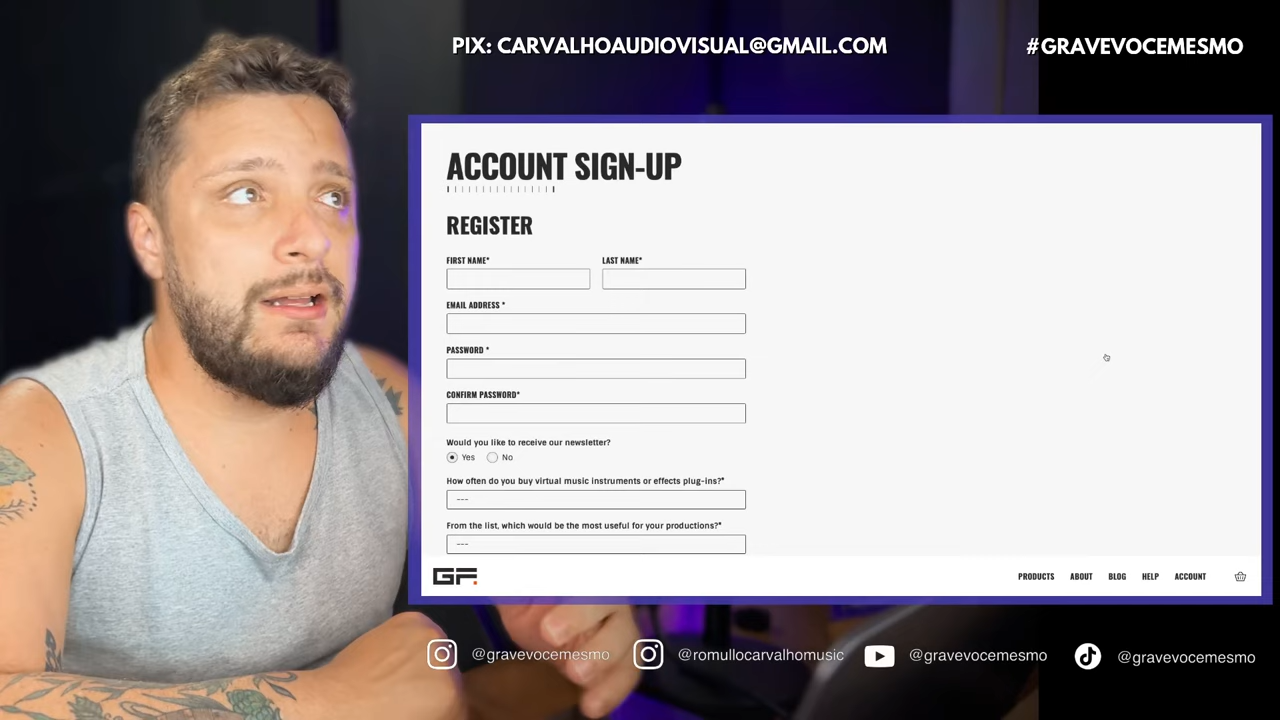 PIX: CARVALHOAUDIOVISUAL@GMAIL.COM
#GRAVEVOCEMESMO
ACCOUNT SIGN-UP
REGISTER
FIRST NAME* LAST NAME*
EMAIL ADDRESS *
PASSWORD *
CONFIRM PASSWORD*
Would you like to receive our newsletter?
Yes No
How often do you buy virtual music instruments or effects plug-ins?*
---
From the list, which would be the most useful for your productions?*
---
GF.
PRODUCTS ABOUT BLOG HELP ACCOUNT
@gravevocemesmo @romullocarvalhomusic @gravevocemesmo @gravevocemesmo